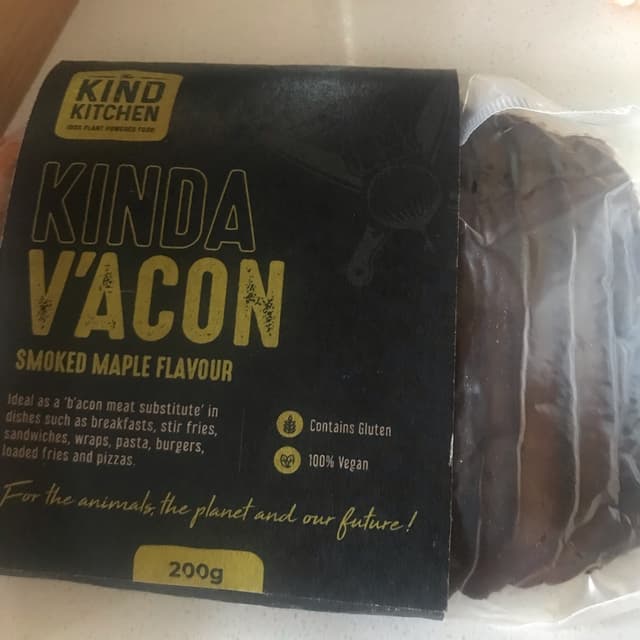 The
KIND
KITCHEN
100% PLANT POWERED FOOD
KINDA
V'ACON
SMOKED MAPLE FLAVOUR
Ideal as a 'b'acon meat substitute' in
dishes such as breakfasts, stir fries,
sandwiches, wraps, pasta, burgers,
loaded fries and pizzas.
Contains Gluten
100% Vegan
For the animals, the planet and our future!
200g